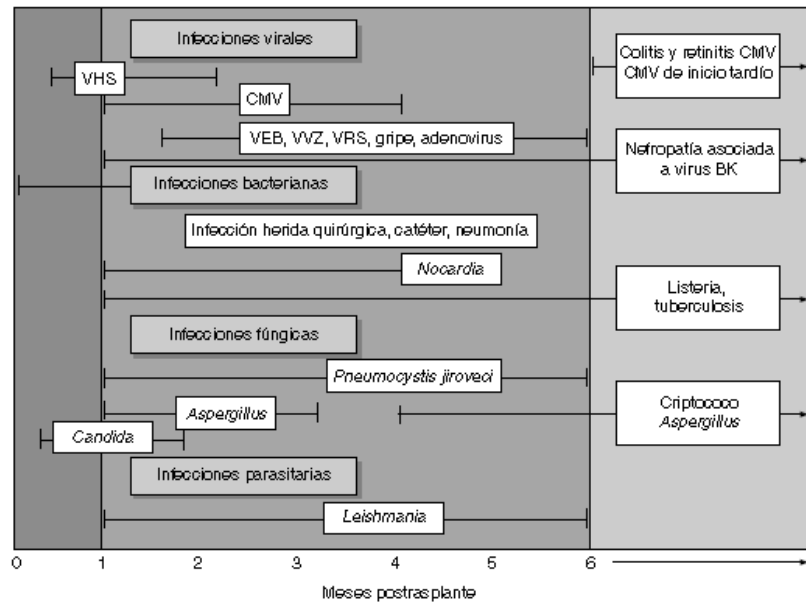 Infecciones virales
Colitis y retinitis CMV
CMV de inicio tardío
VHS
CMV
VEB, VVZ, VRS, gripe, adenovirus
Nefropatía asociada
a virus BK
Infecciones bacterianas
Infección herida quirúrgica, catéter, neumonía
Nocardia
Listeria,
tuberculosis
Infecciones fúngicas
Pneumocystis jiroveci
Aspergillus
Criptococo
Aspergillus
Candida
Infecciones parasitarias
Leishmania
0 1 2 3 4 5 6
Meses postrasplante